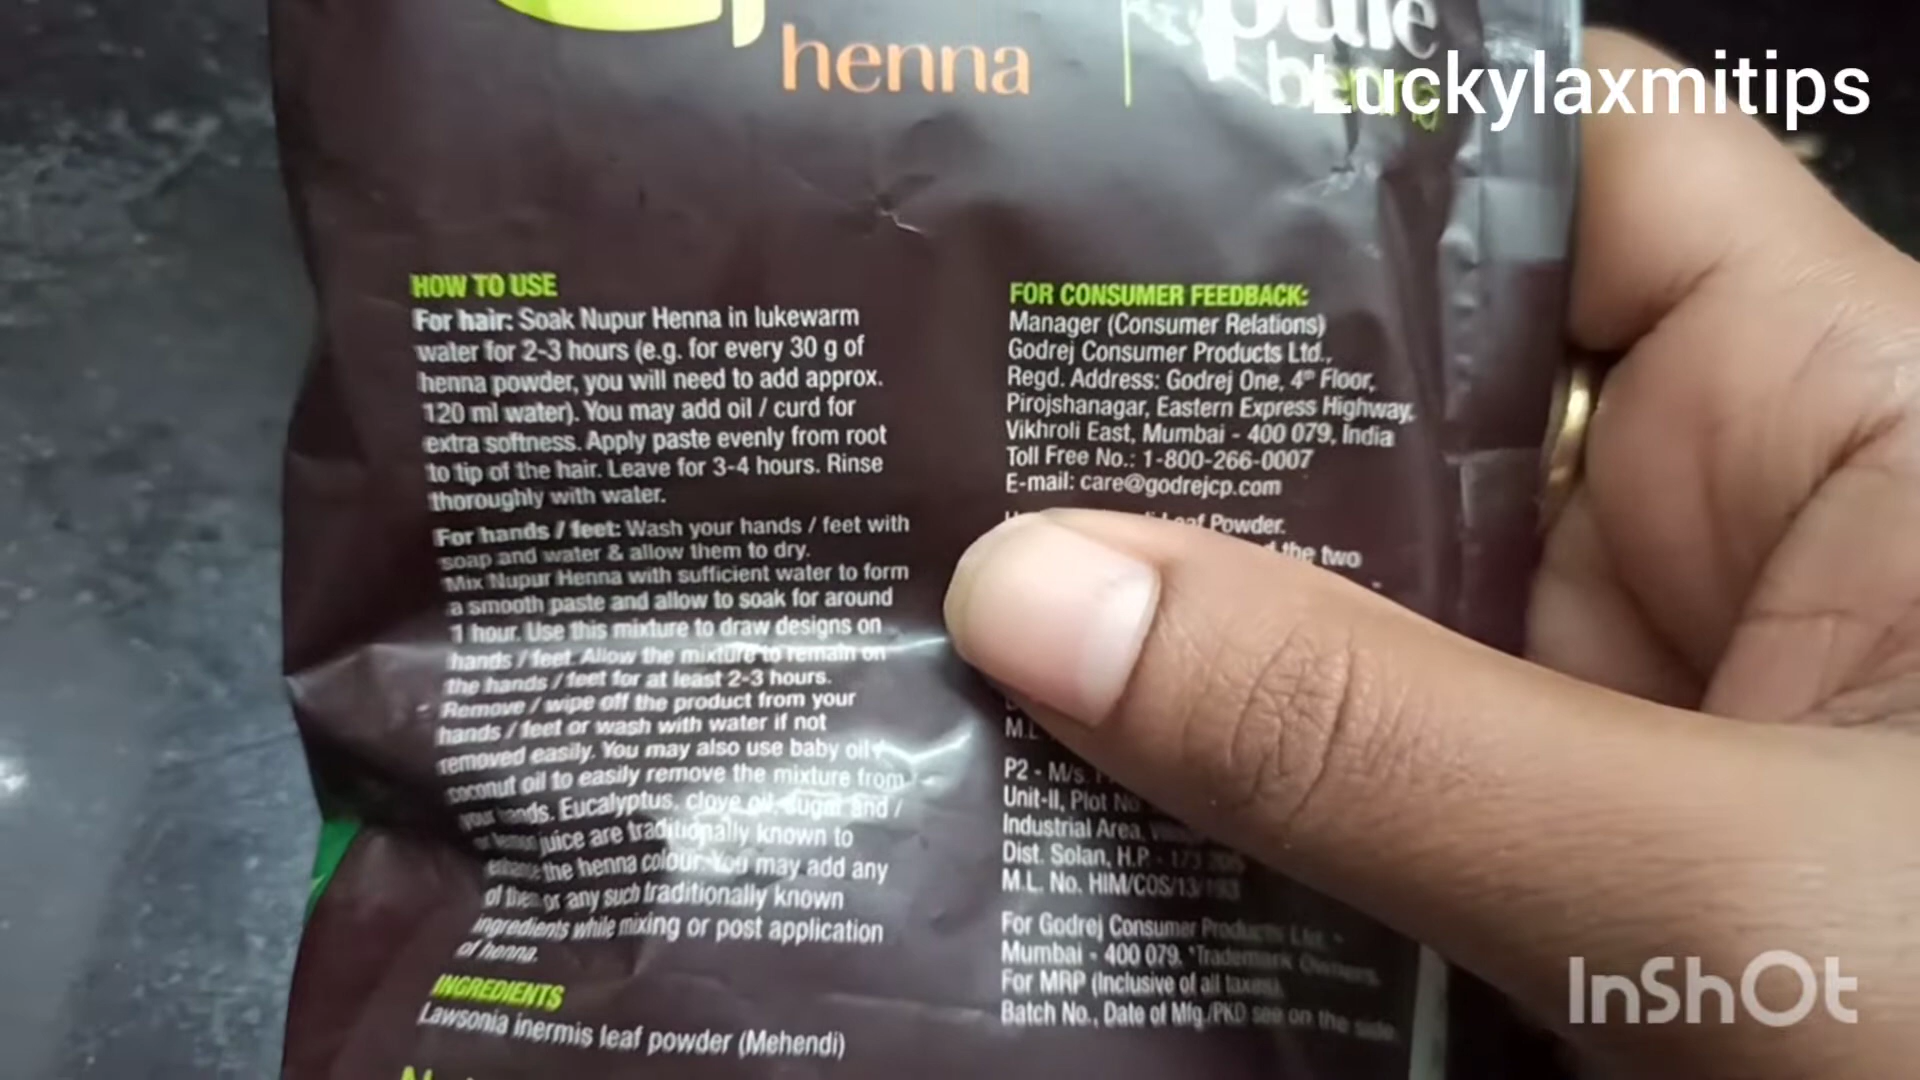 henna
pure
henna
Luckylaxmitips
HOW TO USE
For hair: Soak Nupur Henna in lukewarm
water for 2-3 hours (e.g. for every 30 g of
henna powder, you will need to add approx.
120 ml water). You may add oil / curd for
extra softness. Apply paste evenly from root
to tip of the hair. Leave for 3-4 hours. Rinse
thoroughly with water.
For hands / feet: Wash your hands / feet with
soap and water & allow them to dry.
Mix Nupur Henna with sufficient water to form
a smooth paste and allow to soak for around
1 hour. Use this mixture to draw designs on
hands / feet. Allow the mixture to remain on
the hands / feet for at least 2-3 hours.
Remove / wipe off the product from your
hands / feet or wash with water if not
removed easily. You may also use baby oil /
coconut oil to easily remove the mixture from
your hands. Eucalyptus, clove oil, sugar and /
or lemon juice are traditionally known to
enhance the henna colour. You may add any
of them or any such traditionally known
ingredients while mixing or post application
of henna.
INGREDIENTS
Lawsonia inermis leaf powder (Mehendi)
FOR CONSUMER FEEDBACK:
Manager (Consumer Relations)
Godrej Consumer Products Ltd.,
Regd. Address: Godrej One, 4th Floor,
Pirojshanagar, Eastern Express Highway,
Vikhroli East, Mumbai - 400 079, India
Toll Free No.: 1-800-266-0007
E-mail: care@godrejcp.com
Leaf Powder.
the two
P2 - M/s.
Unit-II, Plot No
Industrial Area,
Dist. Solan, H.P. - 173
M.L. No. HIM/COS/13/
For Godrej Consumer Products Ltd. -
Mumbai - 400 079. *Trademark Owners.
For MRP (Inclusive of all taxes),
Batch No., Date of Mfg./PKD see on the side
InShOt